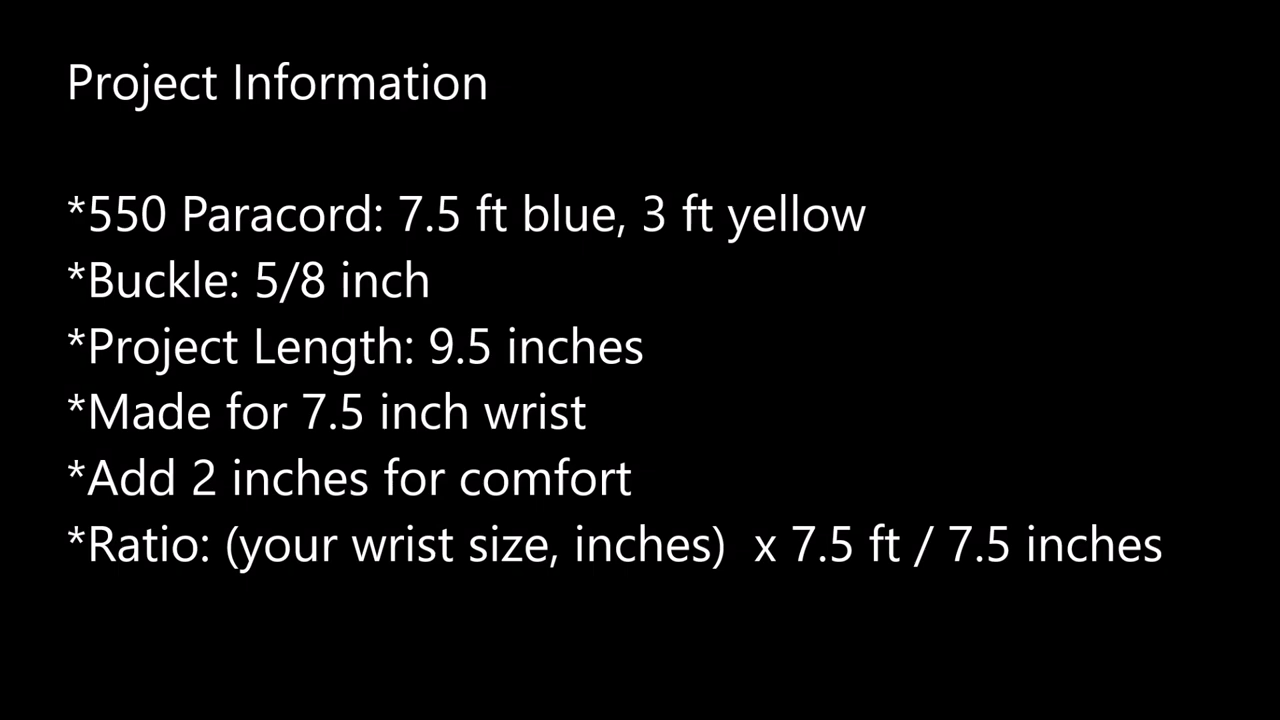 Project Information
*550 Paracord: 7.5 ft blue, 3 ft yellow
*Buckle: 5/8 inch
*Project Length: 9.5 inches
*Made for 7.5 inch wrist
*Add 2 inches for comfort
*Ratio: (your wrist size, inches)  x 7.5 ft / 7.5 inches